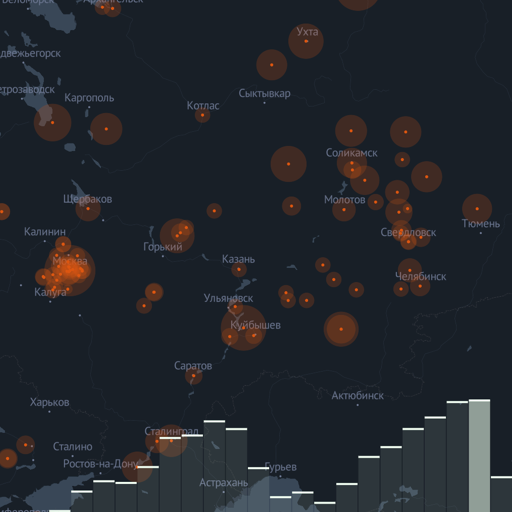 Ухта
Сыктывкар
Каргополь
Котлас
Соликамск
Щербаков
Молотов
Тюмень
Калинин
Свердловск
Горький
Москва
Казань
Челябинск
Калуга
Ульяновск
Куйбышев
Саратов
Актюбинск
Харьков
Сталинград
Сталино
Ростов-на-Дону
Гурьев
Астрахань